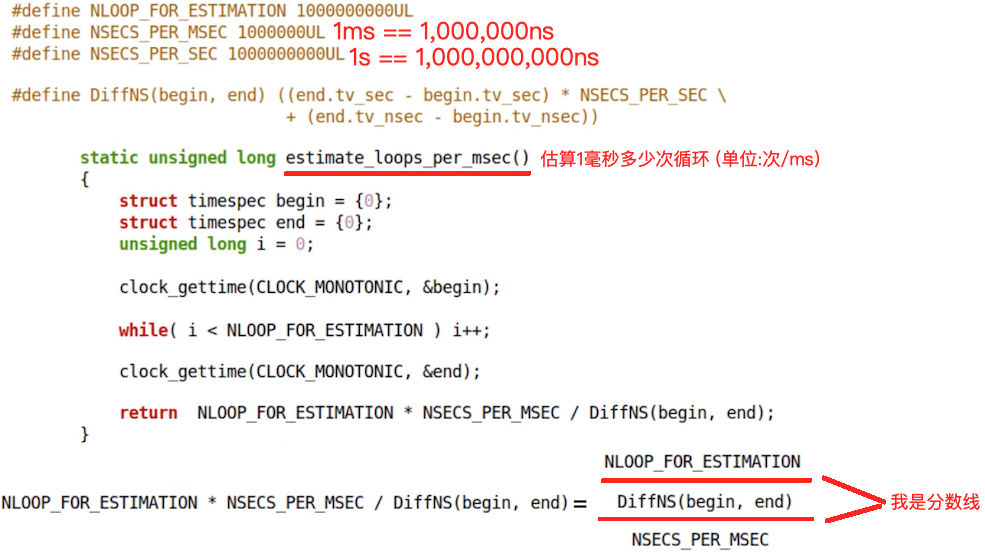 #define NLOOP_FOR_ESTIMATION 1000000000UL
#define NSECS_PER_MSEC 1000000UL 1ms == 1,000,000ns
#define NSECS_PER_SEC 1000000000UL 1s == 1,000,000,000ns
#define DiffNS(begin, end) ((end.tv_sec - begin.tv_sec) * NSECS_PER_SEC \
+ (end.tv_nsec - begin.tv_nsec))
static unsigned long estimate_loops_per_msec() 估算1毫秒多少次循环 (单位:次/ms)
{
struct timespec begin = {0};
struct timespec end = {0};
unsigned long i = 0;
clock_gettime(CLOCK_MONOTONIC, &begin);
while( i < NLOOP_FOR_ESTIMATION ) i++;
clock_gettime(CLOCK_MONOTONIC, &end);
return NLOOP_FOR_ESTIMATION * NSECS_PER_MSEC / DiffNS(begin, end);
}
NLOOP_FOR_ESTIMATION
NLOOP_FOR_ESTIMATION * NSECS_PER_MSEC / DiffNS(begin, end)= DiffNS(begin, end) 我是分数线
NSECS_PER_MSEC